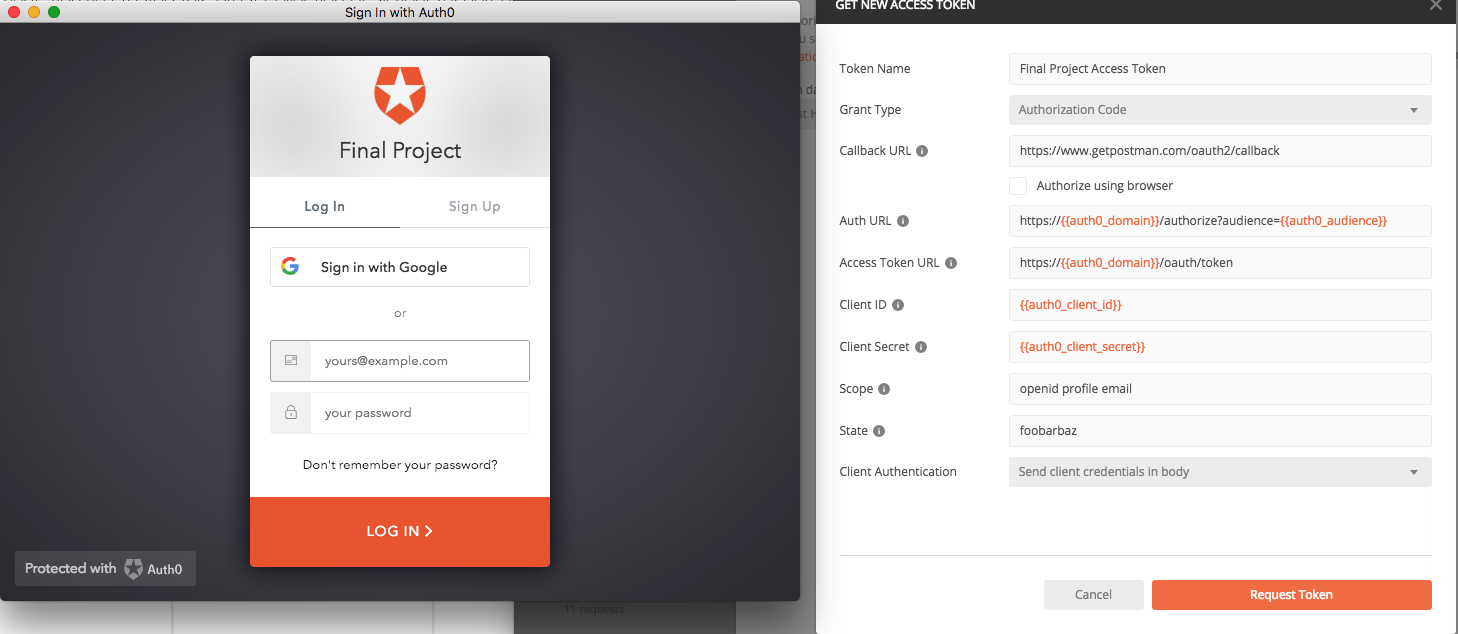 Sign In with Auth0
Final Project
Log In
Sign Up
Sign in with Google
or
yours@example.com
your password
Don't remember your password?
LOG IN
Protected with Auth0
11 requests
GET NEW ACCESS TOKEN
Token Name
Final Project Access Token
Grant Type
Authorization Code
Callback URL
https://www.getpostman.com/oauth2/callback
Authorize using browser
Auth URL
https://{{auth0_domain}}/authorize?audience={{auth0_audience}}
Access Token URL
https://{{auth0_domain}}/oauth/token
Client ID
{{auth0_client_id}}
Client Secret
{{auth0_client_secret}}
Scope
openid profile email
State
foobarbaz
Client Authentication
Send client credentials in body
Cancel
Request Token